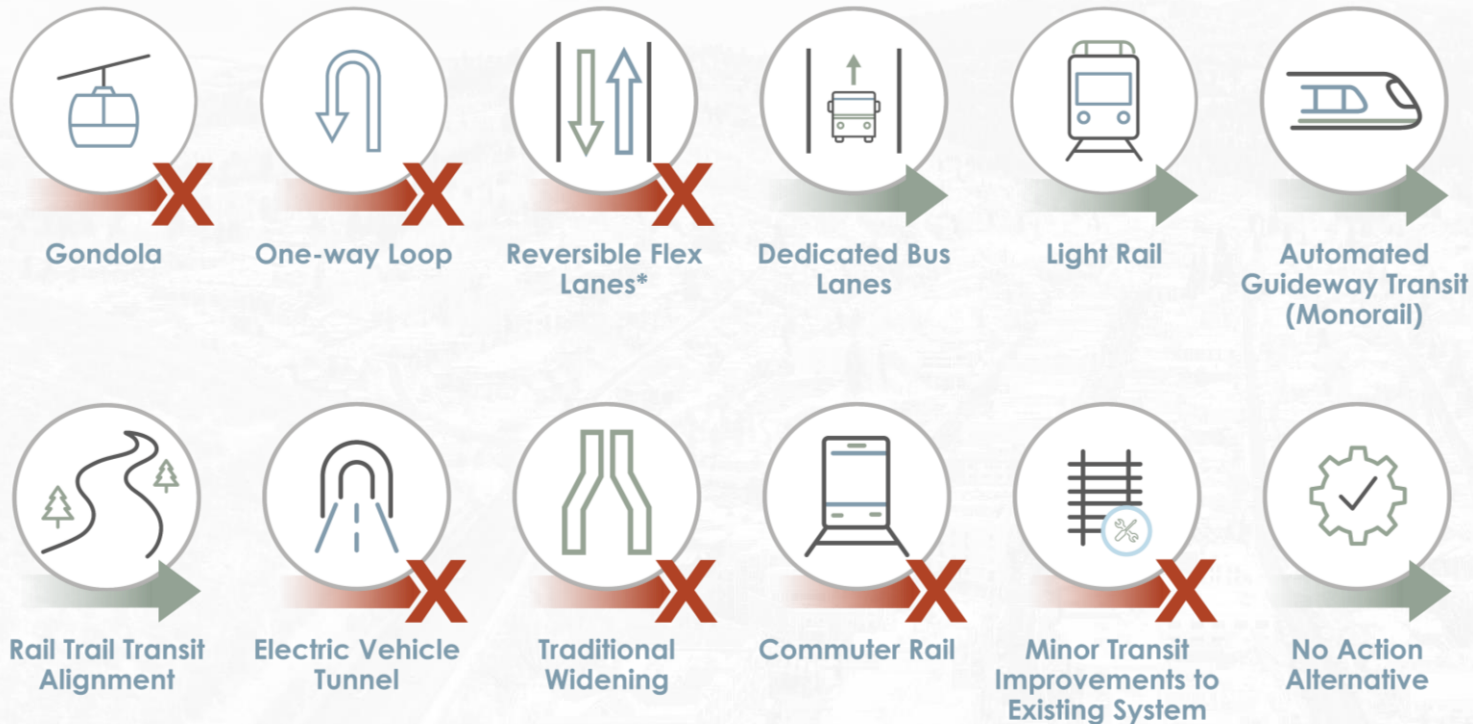 Gondola
One-way Loop
Reversible Flex
Lanes*
Dedicated Bus
Lanes
Light Rail
Automated
Guideway Transit
(Monorail)
Rail Trail Transit
Alignment
Electric Vehicle
Tunnel
Traditional
Widening
Commuter Rail
Minor Transit
Improvements to
Existing System
No Action
Alternative